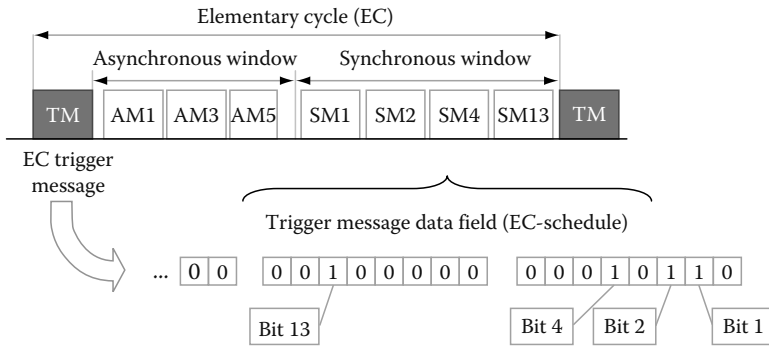 Elementary cycle (EC)
Asynchronous window Synchronous window
TM AM1 AM3 AM5 SM1 SM2 SM4 SM13 TM
EC trigger
message
Trigger message data field (EC-schedule)
... 0 0 0 0 1 0 0 0 0 0 0 0 0 1 0 1 1 0
Bit 13 Bit 4 Bit 2 Bit 1